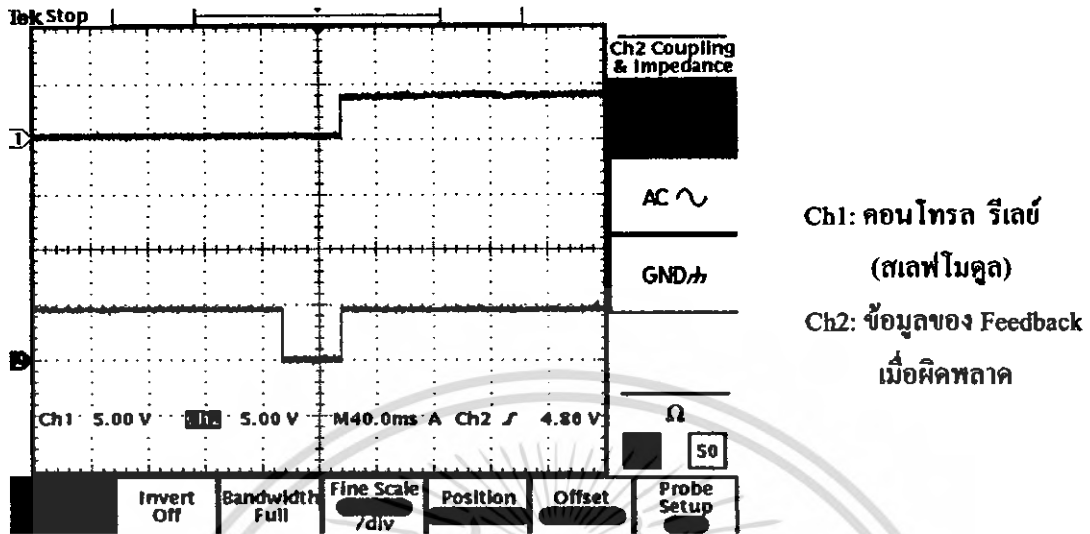 Tek Stop
Ch2 Coupling
& Impedance
1
AC
GND
Ch1 5.00 V 5.00 V M40.0ms A Ch2 4.80 V
Ω
50
Invert
Off
Bandwidth
Full
Fine Scale
/div
Position
Offset
Probe
Setup
Ch1: คอนโทรล รีเลย์
(สเลฟโมดูล)
Ch2: ข้อมูลของ Feedback
เมื่อผิดพลาด